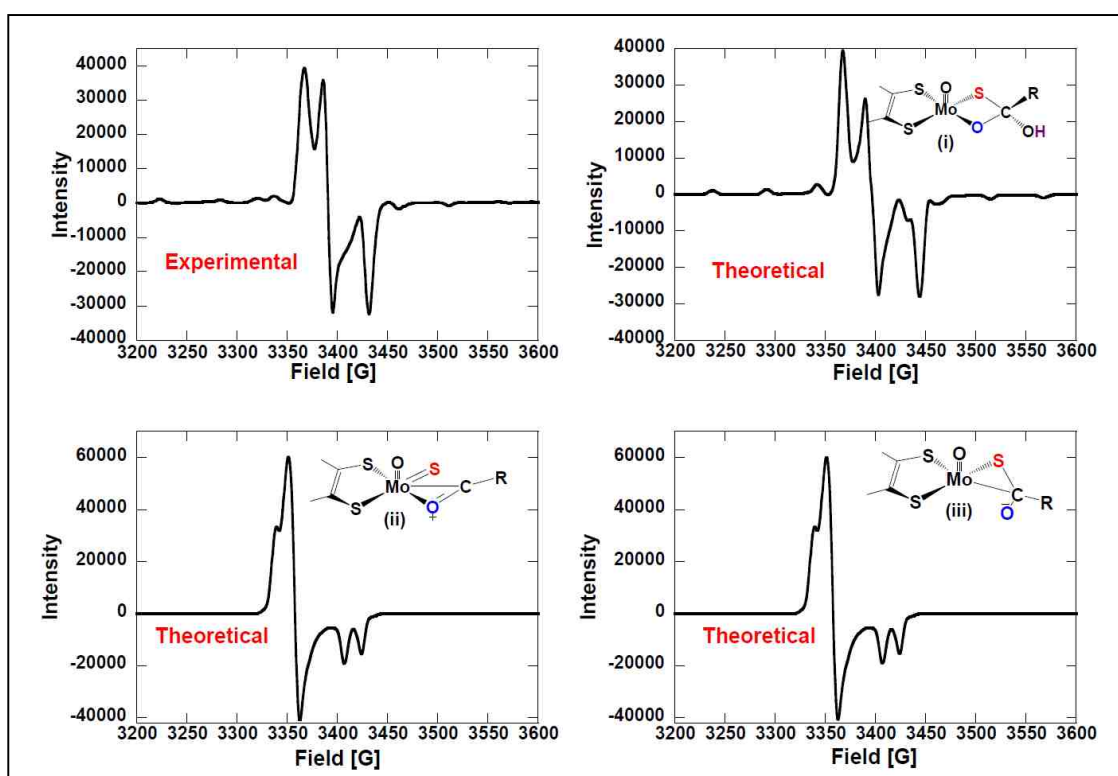 40000
30000
20000
10000
0
-10000
-20000
-30000
-40000
Intensity
Experimental
3200 3250 3300 3350 3400 3450 3500 3550 3600
Field [G]
40000
30000
20000
10000
0
-10000
-20000
-30000
-40000
Intensity
O
S
S
Mo
S
O
C
R
OH
(i)
Theoretical
3200 3250 3300 3350 3400 3450 3500 3550 3600
Field [G]
60000
40000
20000
0
-20000
-40000
Intensity
O
S
S
Mo
S
C
R
O
+
(ii)
Theoretical
3200 3250 3300 3350 3400 3450 3500 3550 3600
Field [G]
60000
40000
20000
0
-20000
-40000
Intensity
O
S
S
Mo
S
C
R
O
−
(iii)
Theoretical
3200 3250 3300 3350 3400 3450 3500 3550 3600
Field [G]